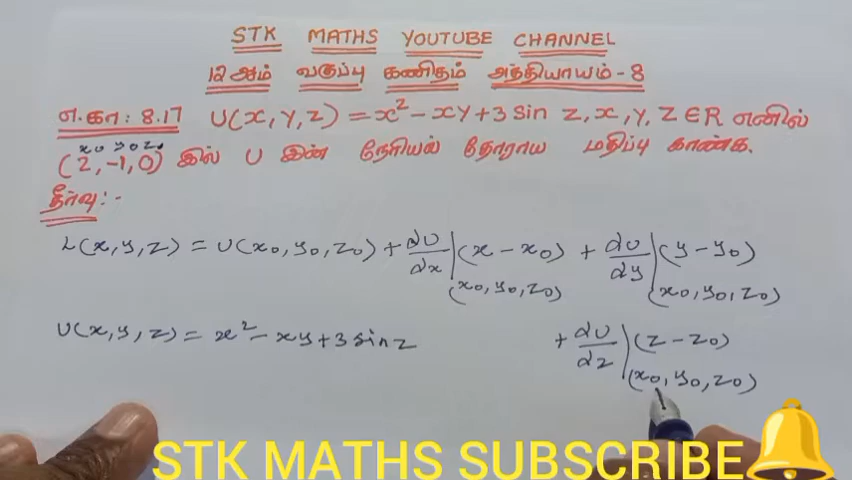 STK MATHS YOUTUBE CHANNEL
12 ஆம் வகுப்பு கணிதம் அத்தியாயம் - 8
எ.கா : 8.17 U(x, y, z) = x² - xy + 3 sin z, x, y, z ∈ R எனில்
x₀ y₀ z₀
(2, -1, 0) இல் U இன் நேரியல் தோராய மதிப்பு காண்க.
தீர்வு :-
L(x, y, z) = U(x₀, y₀, z₀) + ∂U/∂x |(x₀, y₀, z₀) (x - x₀) + ∂U/∂y |(x₀, y₀, z₀) (y - y₀)
+ ∂U/∂z |(x₀, y₀, z₀) (z - z₀)
U(x, y, z) = x² - xy + 3 sin z
STK MATHS SUBSCRIBE